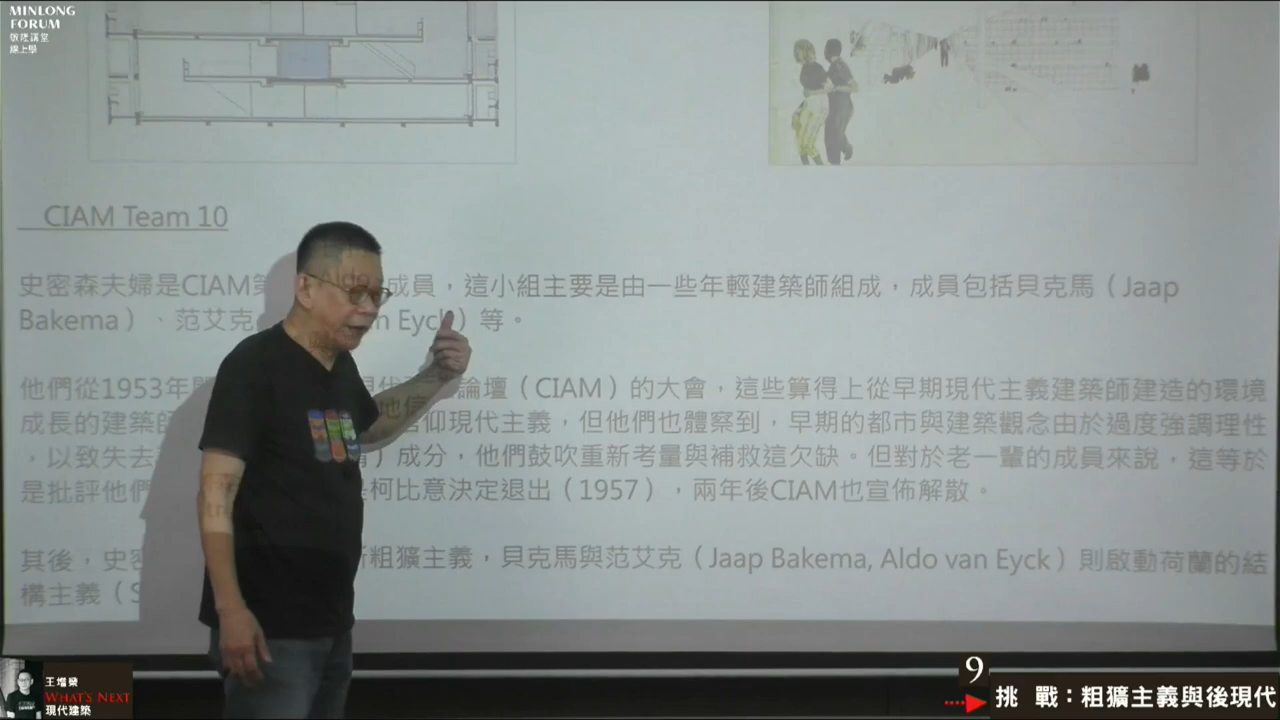 MINLONG
FORUM
敏隆講堂
線上學
CIAM Team 10
史密森夫婦是CIAM第 成員，這小組主要是由一些年輕建築師組成，成員包括貝克馬（Jaap
Bakema）、范艾克 Eyck）等。
他們從1953年 論壇（CIAM）的大會，這些算得上從早期現代主義建築師建造的環境
成長的建築師 地信仰現代主義，但他們也體察到，早期的都市與建築觀念由於過度強調理性
，以致失去 成分，他們鼓吹重新考量與補救這欠缺。但對於老一輩的成員來說，這等於
是批評他們 柯比意決定退出（1957），兩年後CIAM也宣佈解散。
其後，史密 粗獷主義，貝克馬與范艾克（Jaap Bakema, Aldo van Eyck）則啟動荷蘭的結
構主義（S
王增榮
WHAT'S NEXT
現代建築
9
挑 戰：粗獷主義與後現代